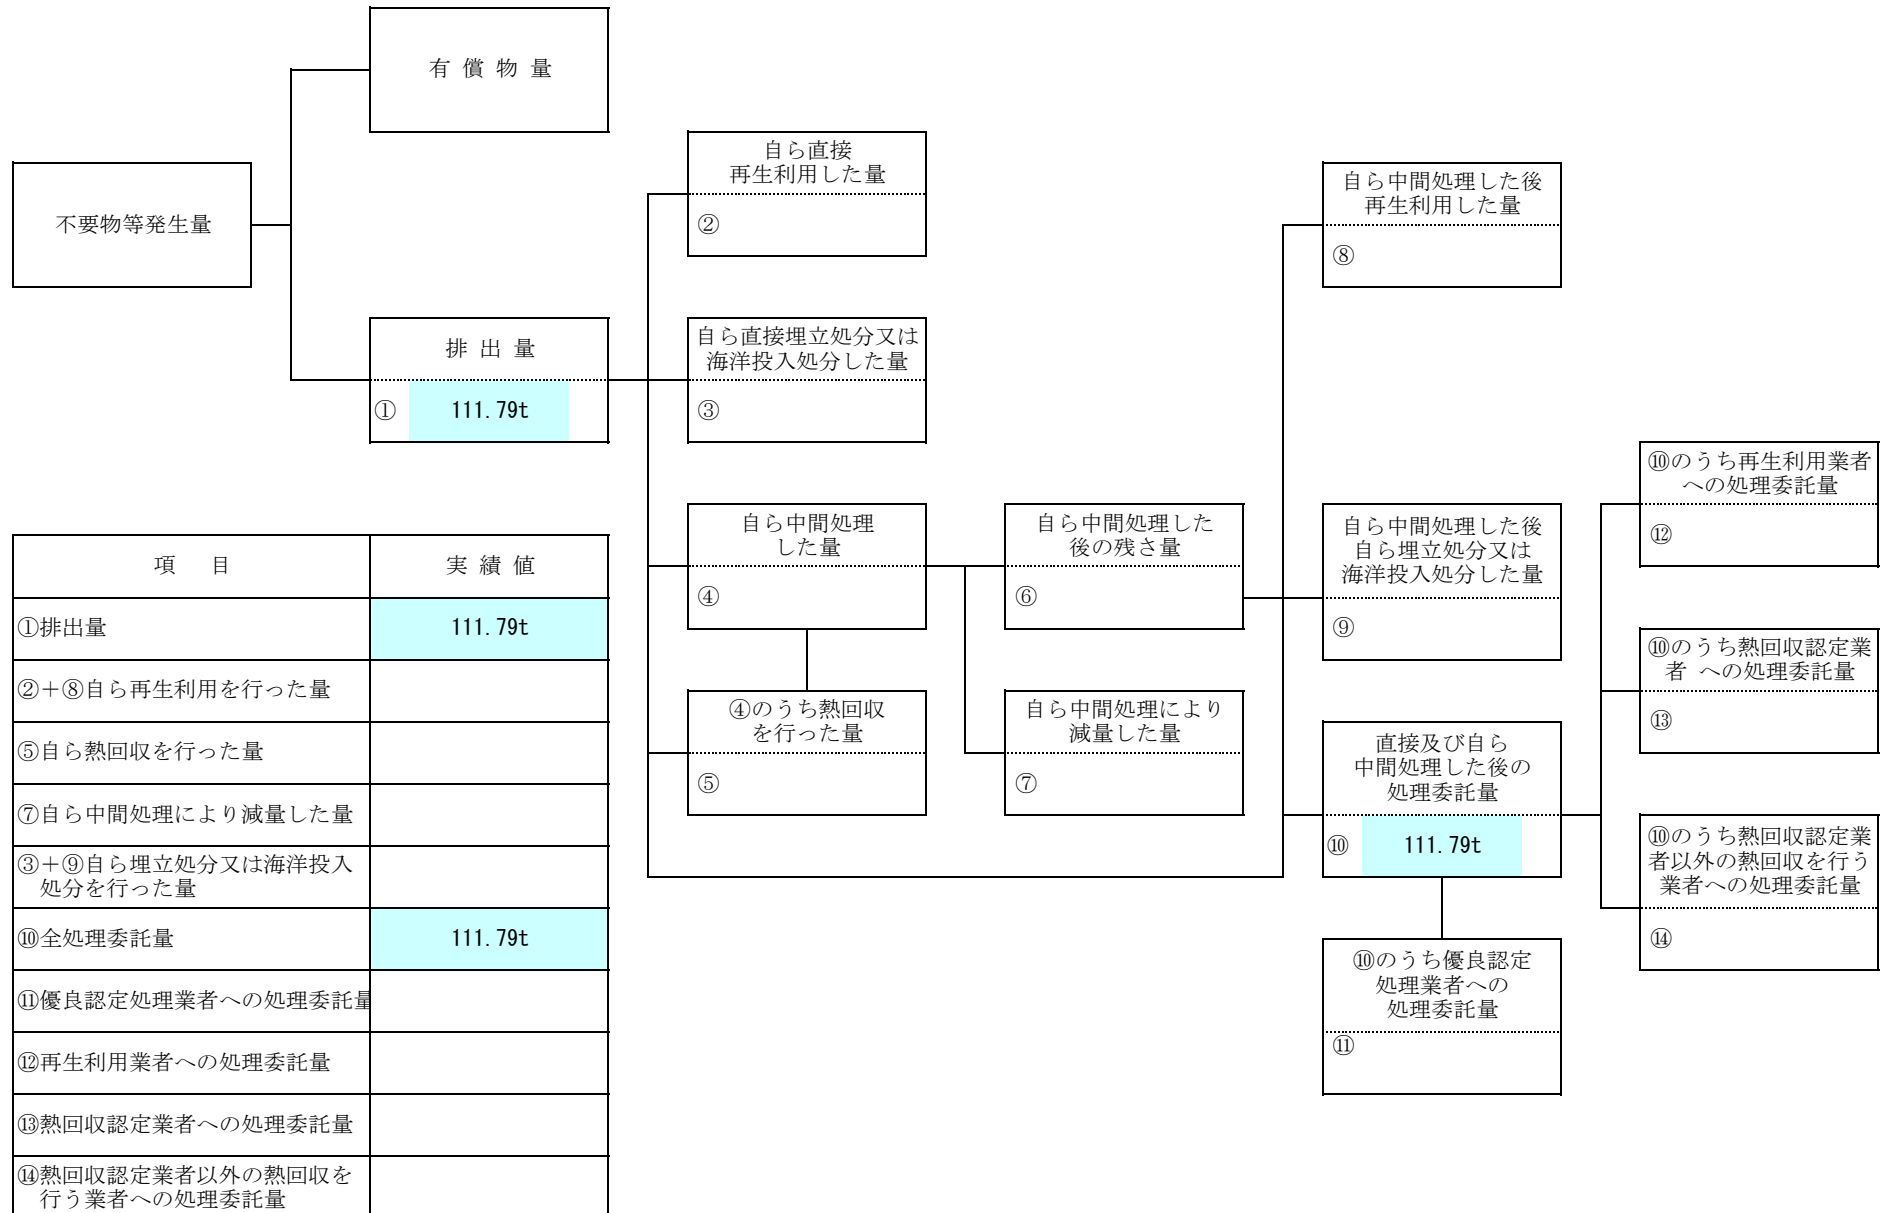 有 償 物 量
不要物等発生量
排 出 量
① 111.79t
自ら直接
再生利用した量
②
自ら直接埋立処分又は
海洋投入処分した量
③
自ら中間処理
した量
④
④のうち熱回収
を行った量
⑤
自ら中間処理した
後の残さ量
⑥
自ら中間処理により
減量した量
⑦
自ら中間処理した後
再生利用した量
⑧
自ら中間処理した後
自ら埋立処分又は
海洋投入処分した量
⑨
直接及び自ら
中間処理した後の
処理委託量
⑩ 111.79t
⑩のうち優良認定
処理業者への
処理委託量
⑪
⑩のうち再生利用業者
への処理委託量
⑫
⑩のうち熱回収認定業
者 への処理委託量
⑬
⑩のうち熱回収認定業
者以外の熱回収を行う
業者への処理委託量
⑭
項 目 実 績 値
①排出量 111.79t
②+⑧自ら再生利用を行った量
⑤自ら熱回収を行った量
⑦自ら中間処理により減量した量
③+⑨自ら埋立処分又は海洋投入
処分を行った量
⑩全処理委託量 111.79t
⑪優良認定処理業者への処理委託量
⑫再生利用業者への処理委託量
⑬熱回収認定業者への処理委託量
⑭熱回収認定業者以外の熱回収を
行う業者への処理委託量